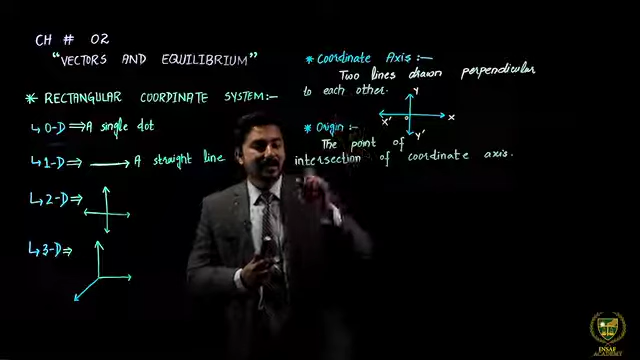 CH # 02
"VECTORS AND EQUILIBRIUM"
* RECTANGULAR COORDINATE SYSTEM:-
↳ 0-D ⇒ A single dot
↳ 1-D ⇒ → A straight line
↳ 2-D ⇒
↳ 3-D ⇒
* Coordinate Axis :-
Two lines drawn perpendicular
to each other.
Y
X' o X
Y'
* Origin :-
The point of
intersection of coordinate axis.
ENSAF
ACADEMY